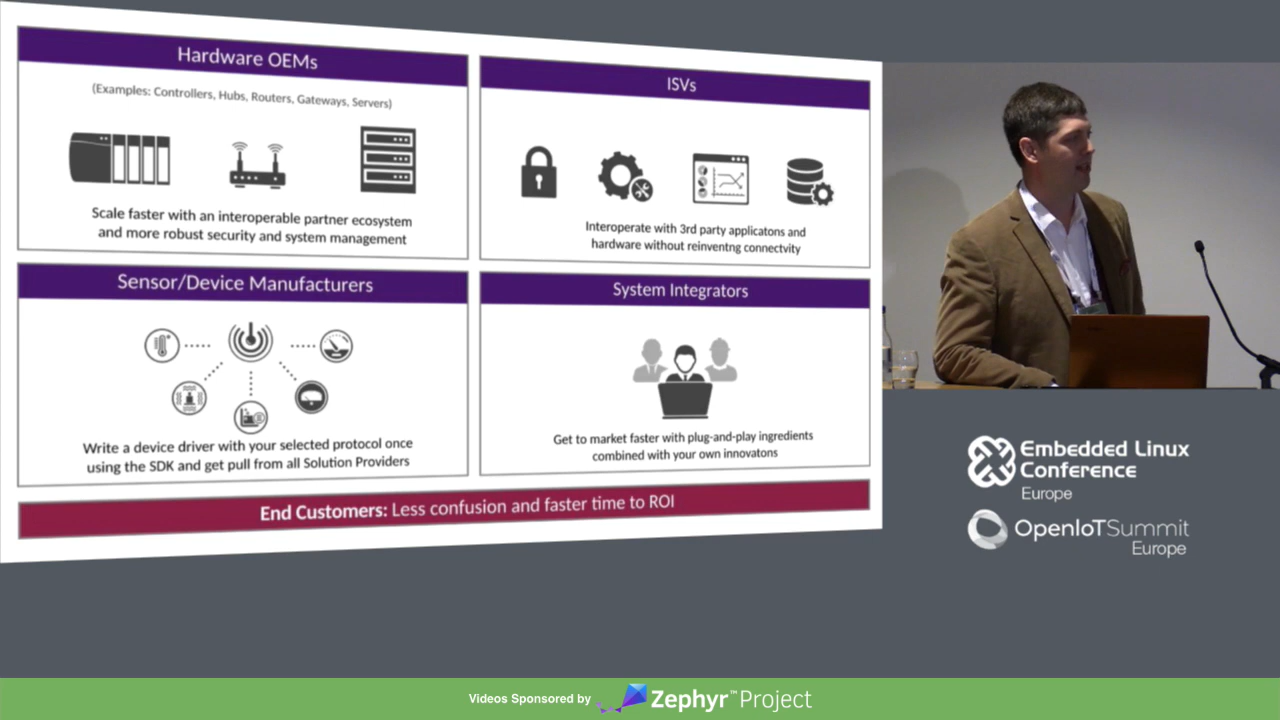 Hardware OEMs
(Examples: Controllers, Hubs, Routers, Gateways, Servers)
Scale faster with an interoperable partner ecosystem
and more robust security and system management
ISVs
Interoperate with 3rd party applicatons and
hardware without reinventng connectvity
Sensor/Device Manufacturers
Write a device driver with your selected protocol once
using the SDK and get pull from all Solution Providers
System Integrators
Get to market faster with plug-and-play ingredients
combined with your own innovatons
End Customers: Less confusion and faster time to ROI
Embedded Linux
Conference
Europe
OpenIoTSummit
Europe
Videos Sponsored by Zephyr™Project